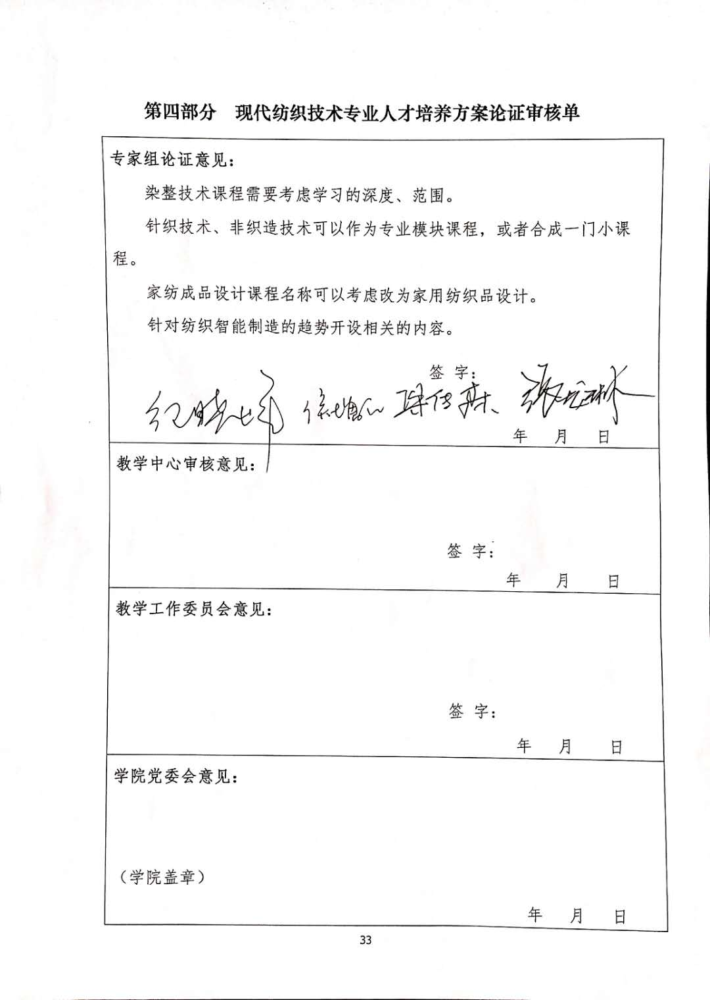 第四部分 现代纺织技术专业人才培养方案论证审核单
专家组论证意见：
染整技术课程需要考虑学习的深度、范围。
针织技术、非织造技术可以作为专业模块课程，或者合成一门小课
程。
家纺成品设计课程名称可以考虑改为家用纺织品设计。
针对纺织智能制造的趋势开设相关的内容。
签 字：
年 月 日
教学中心审核意见：
签 字：
年 月 日
教学工作委员会意见：
签 字：
年 月 日
学院党委会意见：
（学院盖章）
年 月 日
33